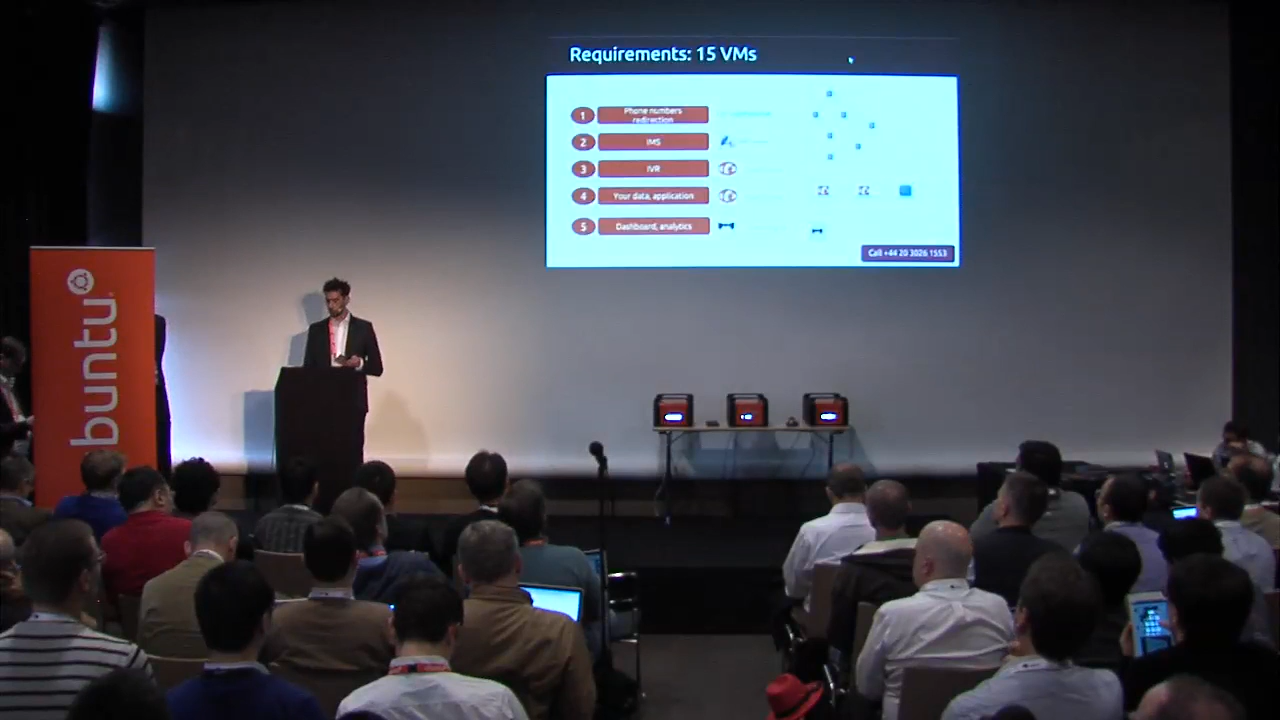 Requirements: 15 VMs
1 Phone numbers
redirection
2 IMS
3 IVR
4 Your data, application
5 Dashboard, analytics
Call +44 20 3026 1553
buntu